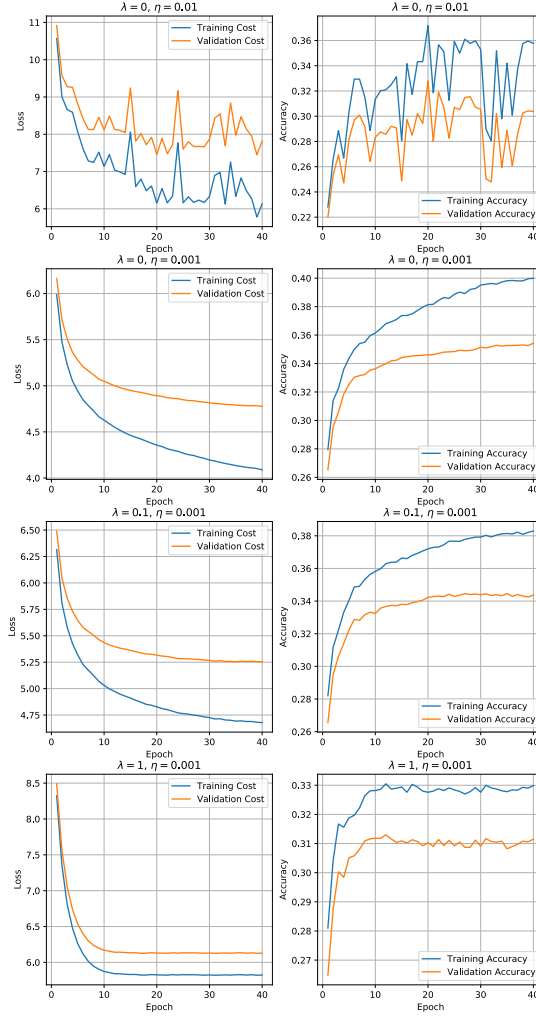 λ = 0, η = 0.01
11
10
9
8
7
6
Loss
0
10
20
30
40
Epoch
Training Cost
Validation Cost
λ = 0, η = 0.01
0.36
0.34
0.32
0.30
0.28
0.26
0.24
0.22
Accuracy
0
10
20
30
40
Epoch
Training Accuracy
Validation Accuracy
λ = 0, η = 0.001
6.0
5.5
5.0
4.5
4.0
Loss
0
10
20
30
40
Epoch
Training Cost
Validation Cost
λ = 0, η = 0.001
0.40
0.38
0.36
0.34
0.32
0.30
0.28
0.26
Accuracy
0
10
20
30
40
Epoch
Training Accuracy
Validation Accuracy
λ = 0.1, η = 0.001
6.50
6.25
6.00
5.75
5.50
5.25
5.00
4.75
Loss
0
10
20
30
40
Epoch
Training Cost
Validation Cost
λ = 0.1, η = 0.001
0.38
0.36
0.34
0.32
0.30
0.28
0.26
Accuracy
0
10
20
30
40
Epoch
Training Accuracy
Validation Accuracy
λ = 1, η = 0.001
8.5
8.0
7.5
7.0
6.5
6.0
Loss
0
10
20
30
40
Epoch
Training Cost
Validation Cost
λ = 1, η = 0.001
0.33
0.32
0.31
0.30
0.29
0.28
0.27
Accuracy
0
10
20
30
40
Epoch
Training Accuracy
Validation Accuracy